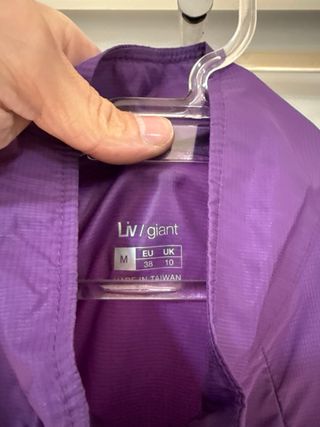 Liv / giant
M EU UK
38 10
MADE IN TAIWAN